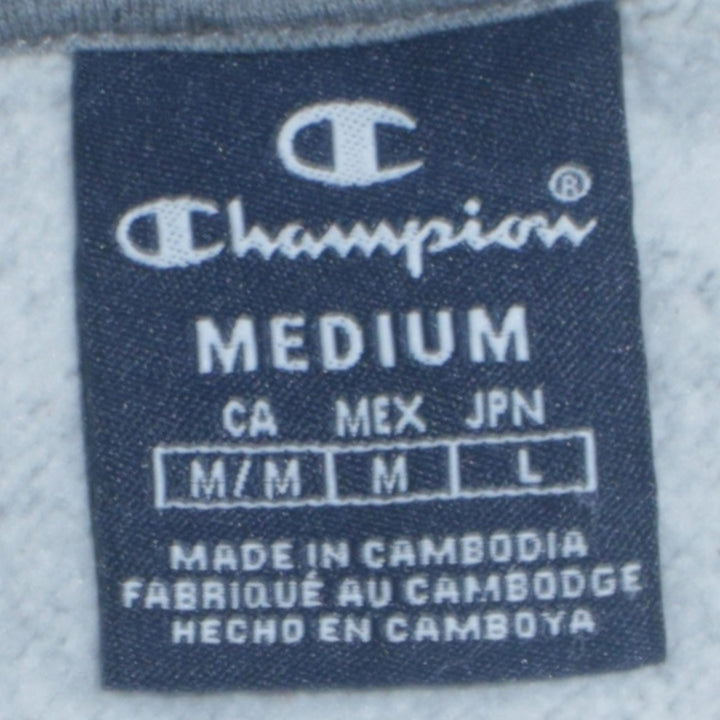 C
Champion®
MEDIUM
CA MEX JPN
M/M M L
MADE IN CAMBODIA
FABRIQUÉ AU CAMBODGE
HECHO EN CAMBOYA